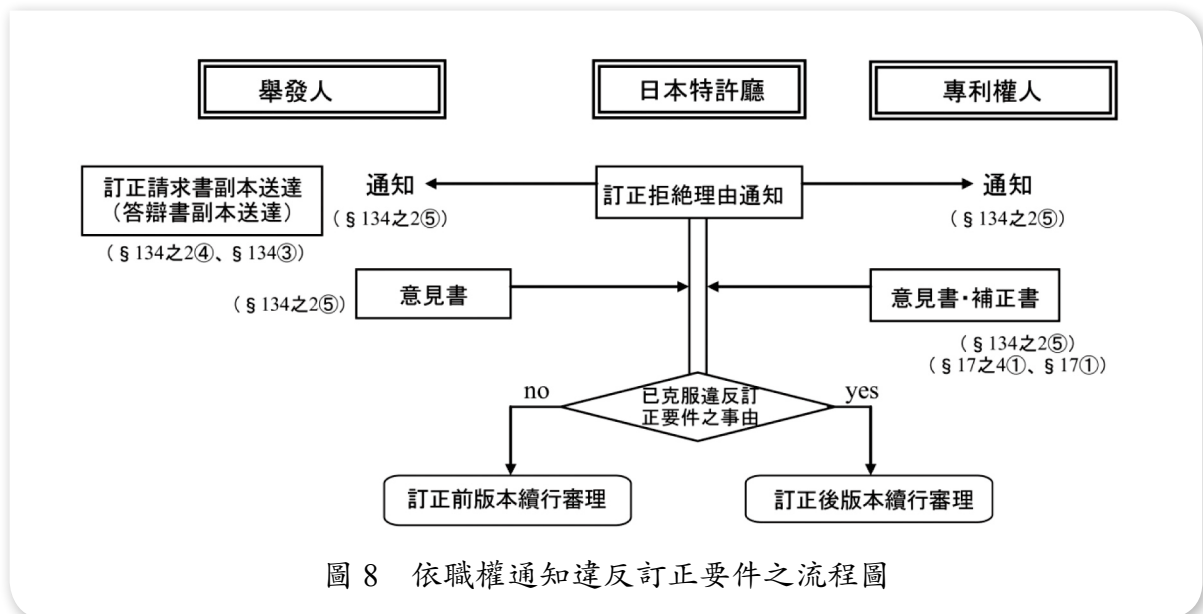 舉發人
日本特許廳
專利權人
訂正請求書副本送達
（答辯書副本送達）
（§134之2④、§134③）
通知
（§134之2⑤）
訂正拒絶理由通知
通知
（§134之2⑤）
（§134之2⑤）
意見書
意見書･補正書
（§134之2⑤）
（§17之4①、§17①）
no
已克服違反訂
正要件之事由
yes
訂正前版本續行審理
訂正後版本續行審理
圖 8 依職權通知違反訂正要件之流程圖